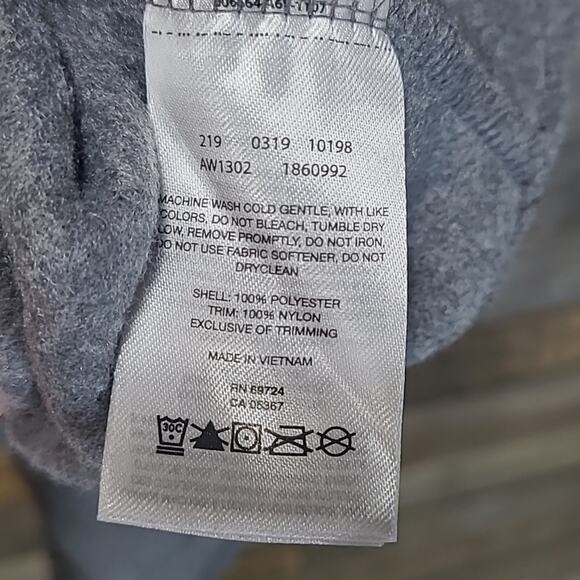 219 0319 10198
AW1302 1860992
MACHINE WASH COLD GENTLE, WITH LIKE
COLORS, DO NOT BLEACH, TUMBLE DRY
LOW, REMOVE PROMPTLY, DO NOT IRON,
DO NOT USE FABRIC SOFTENER, DO NOT
DRYCLEAN
SHELL: 100% POLYESTER
TRIM: 100% NYLON
EXCLUSIVE OF TRIMMING
MADE IN VIETNAM
RN 69724
CA 05367
30C